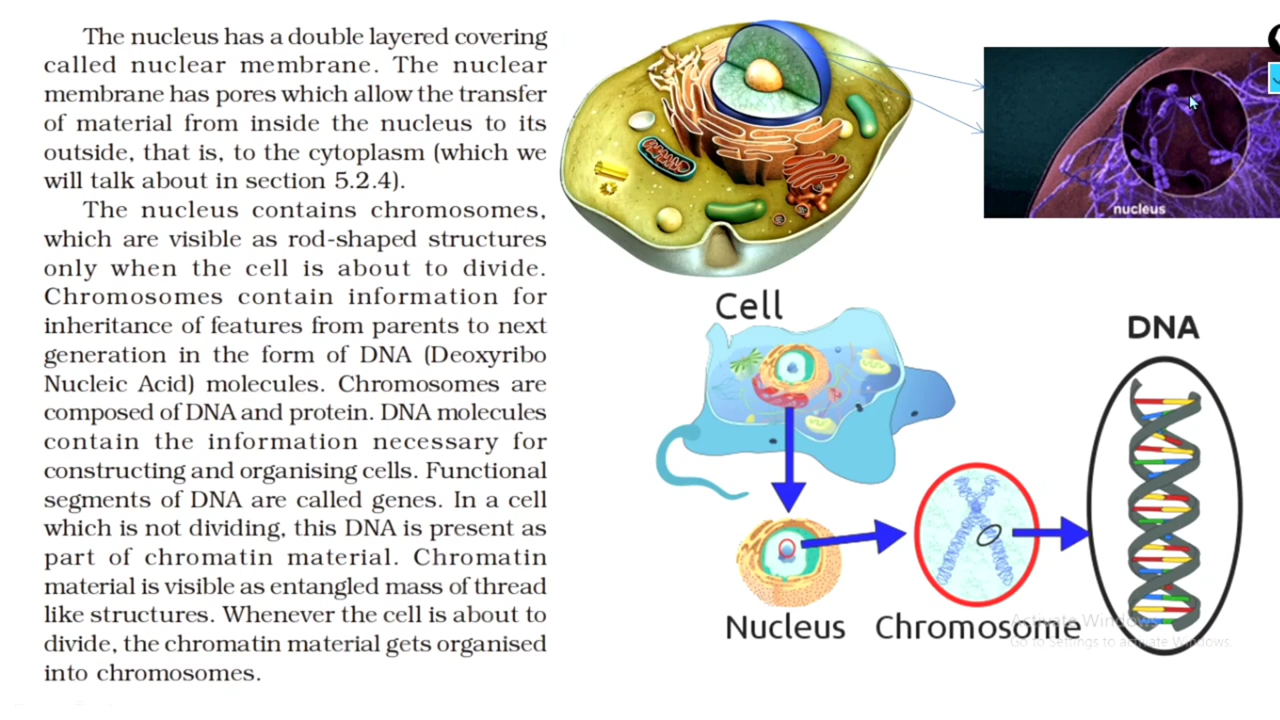 The nucleus has a double layered covering
called nuclear membrane. The nuclear
membrane has pores which allow the transfer
of material from inside the nucleus to its
outside, that is, to the cytoplasm (which we
will talk about in section 5.2.4).
The nucleus contains chromosomes,
which are visible as rod-shaped structures
only when the cell is about to divide.
Chromosomes contain information for
inheritance of features from parents to next
generation in the form of DNA (Deoxyribo
Nucleic Acid) molecules. Chromosomes are
composed of DNA and protein. DNA molecules
contain the information necessary for
constructing and organising cells. Functional
segments of DNA are called genes. In a cell
which is not dividing, this DNA is present as
part of chromatin material. Chromatin
material is visible as entangled mass of thread
like structures. Whenever the cell is about to
divide, the chromatin material gets organised
into chromosomes.
nucleus
Cell
DNA
Nucleus
Chromosome
Activate Windows
Go to Settings to activate Windows.